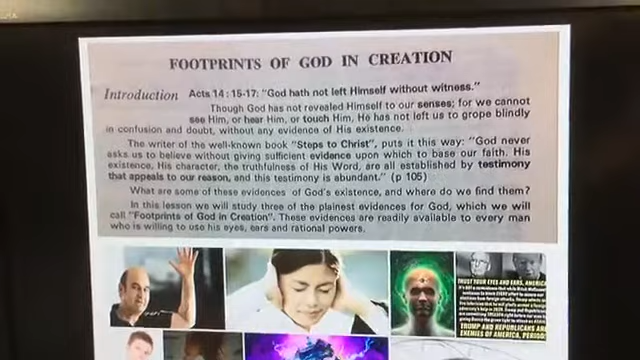 FOOTPRINTS OF GOD IN CREATION
Introduction Acts 14 : 15-17: "God hath not left Himself without witness."
Though God has not revealed Himself to our senses; for we cannot
see Him, or hear Him, or touch Him, He has not left us to grope blindly
in confusion and doubt, without any evidence of His existence.
The writer of the well-known book "Steps to Christ", puts it this way: "God never
asks us to believe without giving sufficient evidence upon which to base our faith. His
existence, His character, the truthfulness of His Word, are all established by testimony
that appeals to our reason, and this testimony is abundant." (p 105)
What are some of these evidences of God's existence, and where do we find them?
In this lesson we will study three of the plainest evidences for God, which we will
call "Footprints of God in Creation". These evidences are readily available to every man
who is willing to use his eyes, ears and rational powers.
TRUST YOUR EYES AND EARS, AMERICA
TRUMP AND REPUBLICANS ARE
ENEMIES OF AMERICA, PERIOD.